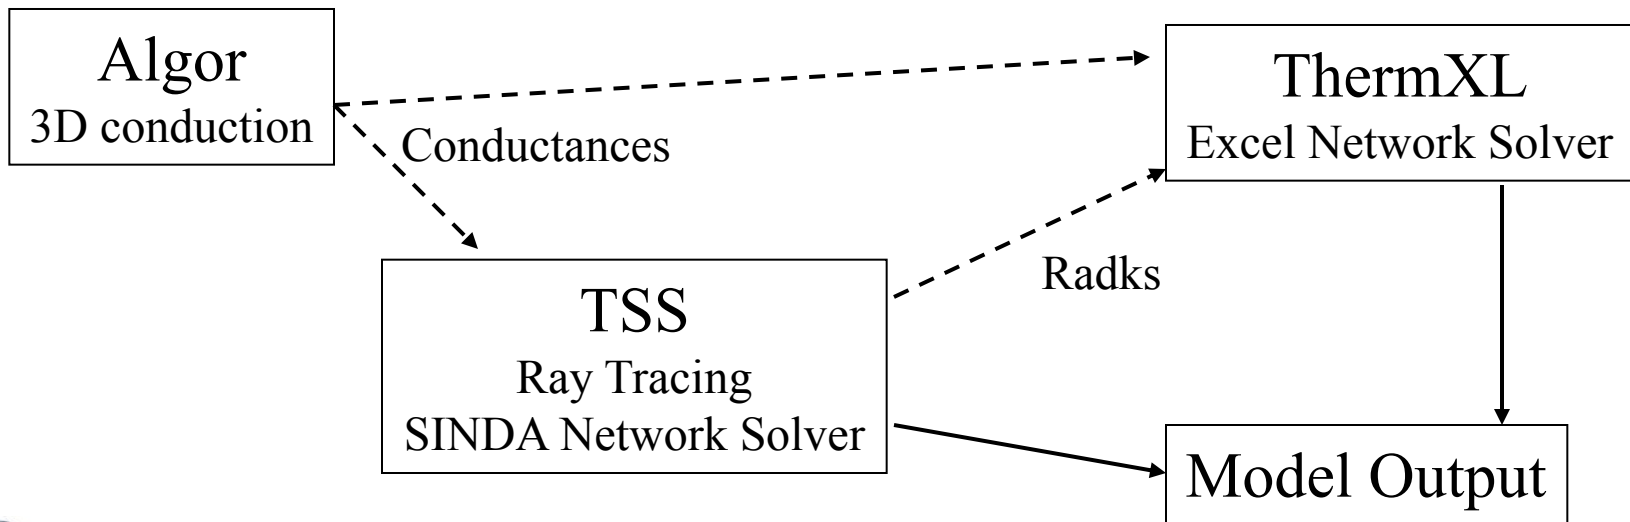 Algor
3D conduction
ThermXL
Excel Network Solver
Conductances
Radks
TSS
Ray Tracing
SINDA Network Solver
Model Output